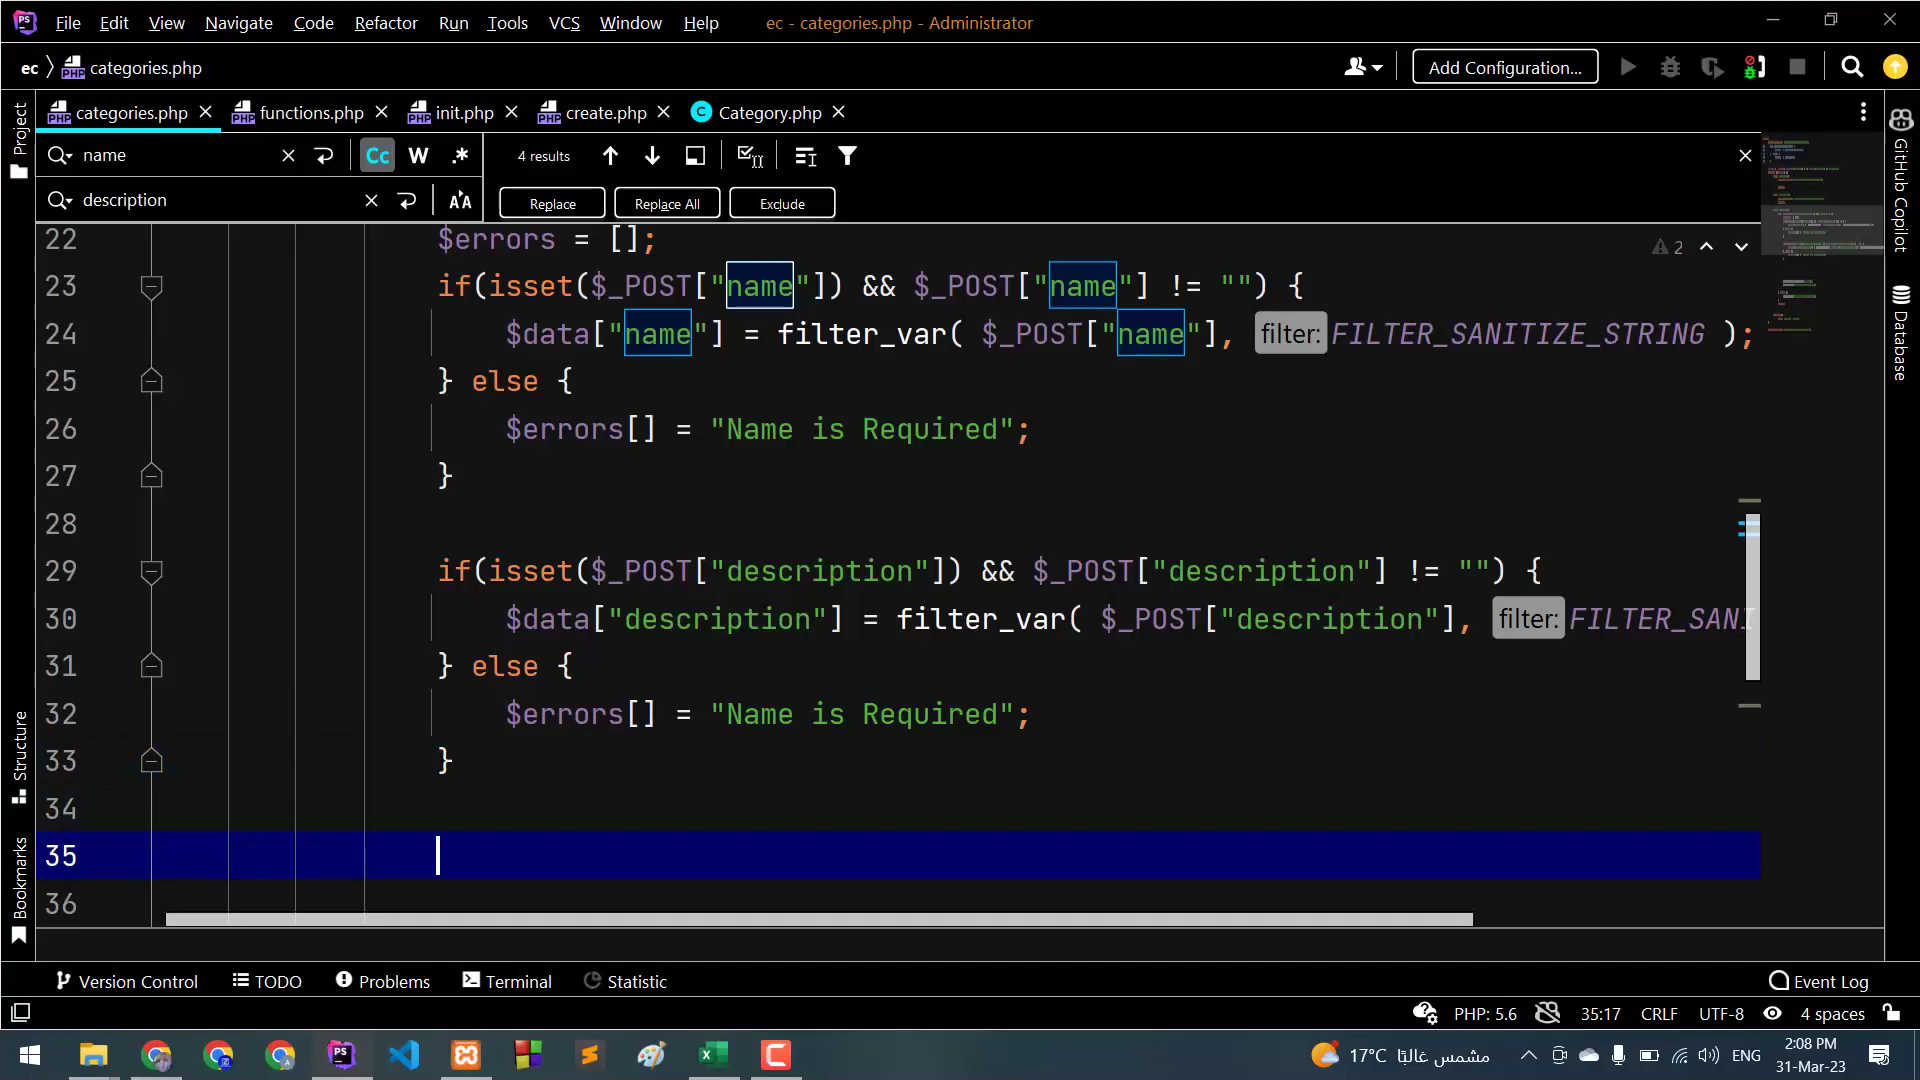 PS File Edit View Navigate Code Refactor Run Tools VCS Window Help ec - categories.php - Administrator
ec categories.php Add Configuration...
categories.php functions.php init.php create.php Category.php
name Cc W .* 4 results
description Replace Replace All Exclude
22 $errors = [];
2
23 if(isset($_POST["name"]) && $_POST["name"] != "") {
24 $data["name"] = filter_var( $_POST["name"], filter: FILTER_SANITIZE_STRING );
25 } else {
26 $errors[] = "Name is Required";
27 }
28
29 if(isset($_POST["description"]) && $_POST["description"] != "") {
30 $data["description"] = filter_var( $_POST["description"], filter: FILTER_SANI
31 } else {
32 $errors[] = "Name is Required";
33 }
34
35
36
Project
Structure
Bookmarks
GitHub Copilot
Database
Version Control TODO Problems Terminal Statistic Event Log
PHP: 5.6 35:17 CRLF UTF-8 4 spaces
17°C مشمس غالبًا ENG 2:08 PM
31-Mar-23